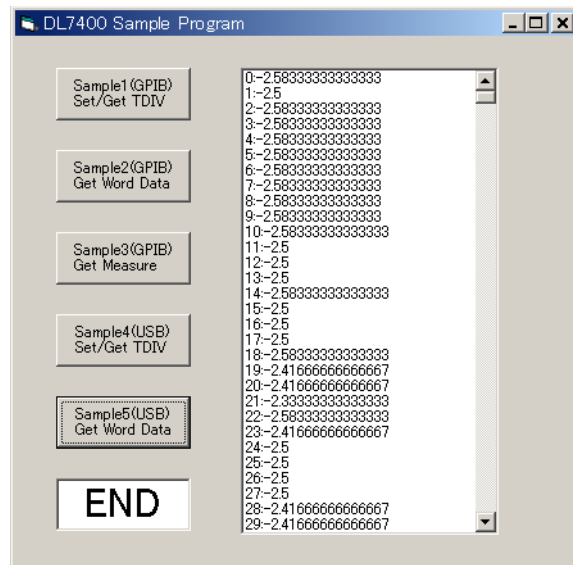 DL7400 Sample Program
Sample1(GPIB)
Set/Get TDIV
Sample2(GPIB)
Get Word Data
Sample3(GPIB)
Get Measure
Sample4(USB)
Set/Get TDIV
Sample5(USB)
Get Word Data
END
0:-2.58333333333333
1:-2.5
2:-2.58333333333333
3:-2.58333333333333
4:-2.58333333333333
5:-2.58333333333333
6:-2.58333333333333
7:-2.58333333333333
8:-2.58333333333333
9:-2.58333333333333
10:-2.58333333333333
11:-2.5
12:-2.5
13:-2.5
14:-2.58333333333333
15:-2.5
16:-2.5
17:-2.5
18:-2.58333333333333
19:-2.41666666666667
20:-2.41666666666667
21:-2.33333333333333
22:-2.58333333333333
23:-2.41666666666667
24:-2.5
25:-2.5
26:-2.5
27:-2.5
28:-2.41666666666667
29:-2.41666666666667